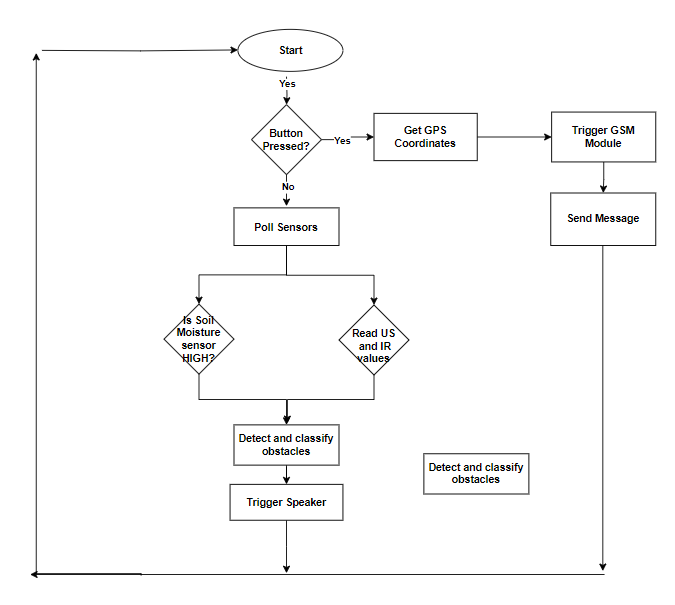 Start
Yes
Button
Pressed?
Yes
Get GPS
Coordinates
Trigger GSM
Module
No
Poll Sensors
Send Message
Is Soil
Moisture
sensor
HIGH?
Read US
and IR
values
Detect and classify
obstacles
Detect and classify
obstacles
Trigger Speaker